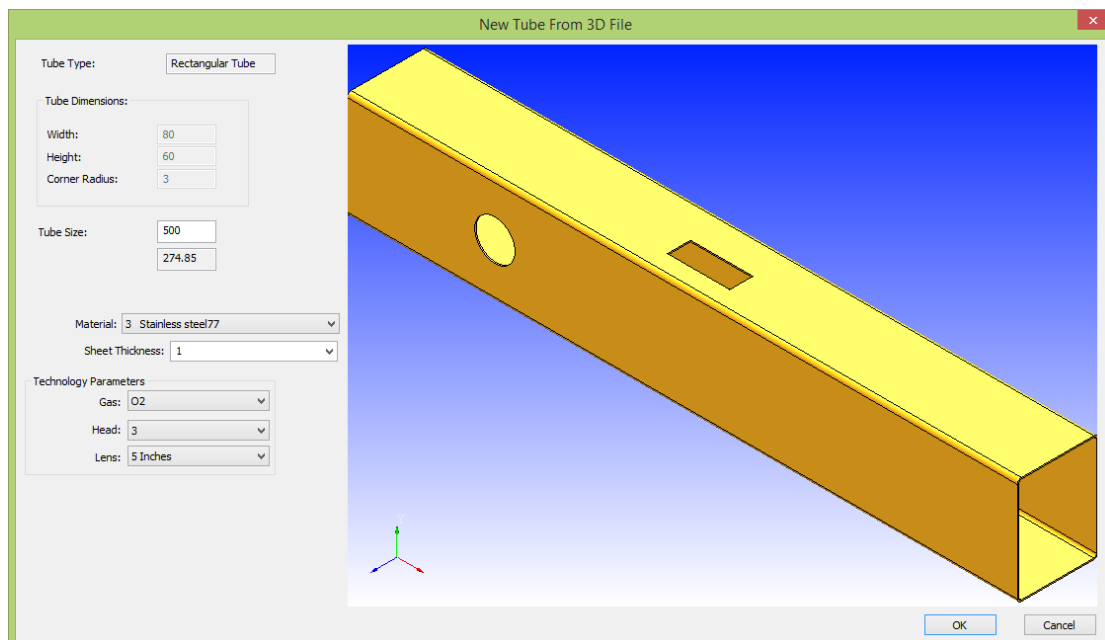 New Tube From 3D File
Tube Type: Rectangular Tube
Tube Dimensions:
Width: 80
Height: 60
Corner Radius: 3
Tube Size: 500
274.85
Material: 3 Stainless steel77
Sheet Thickness: 1
Technology Parameters
Gas: O2
Head: 3
Lens: 5 Inches
OK Cancel